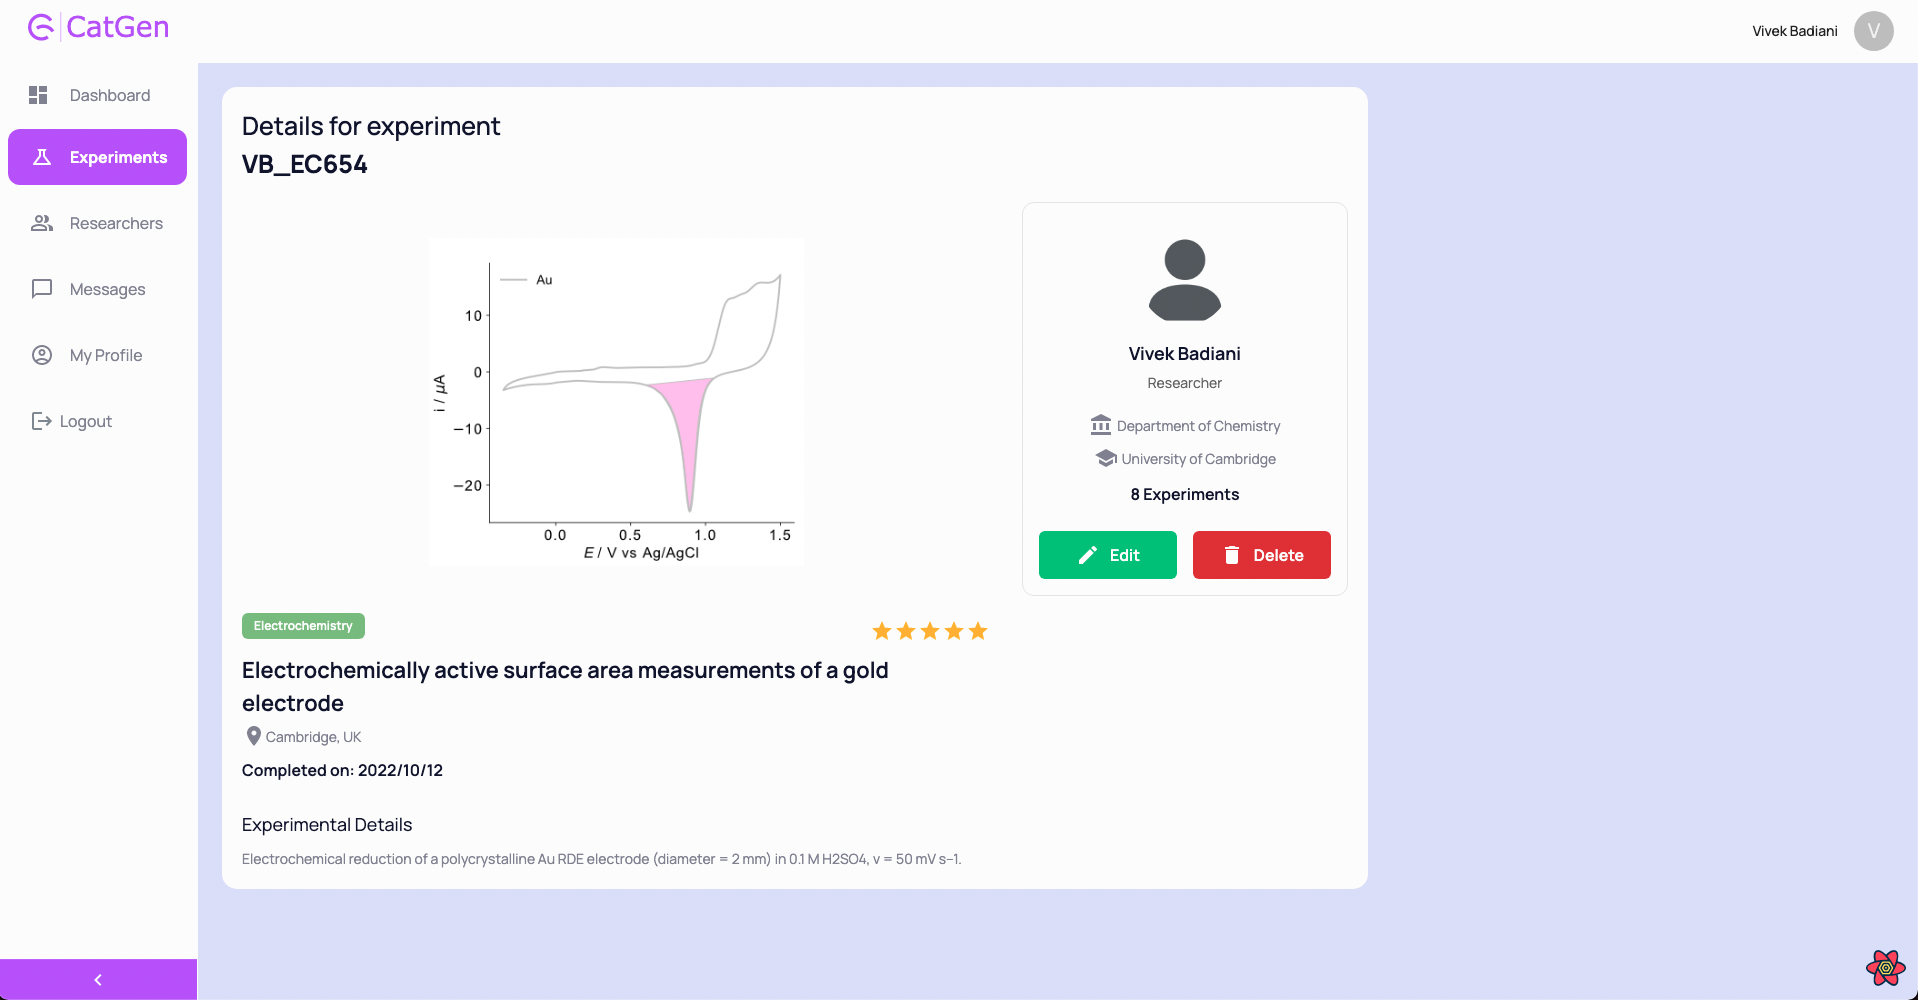 CatGen
Vivek Badiani
V
Dashboard
Experiments
Researchers
Messages
My Profile
Logout
Details for experiment
VB_EC654
Au
10
0
−10
−20
i / μA
0.0 0.5 1.0 1.5
E / V vs Ag/AgCl
Vivek Badiani
Researcher
Department of Chemistry
University of Cambridge
8 Experiments
Edit
Delete
Electrochemistry
Electrochemically active surface area measurements of a gold
electrode
Cambridge, UK
Completed on: 2022/10/12
Experimental Details
Electrochemical reduction of a polycrystalline Au RDE electrode (diameter = 2 mm) in 0.1 M H2SO4, v = 50 mV s−1.